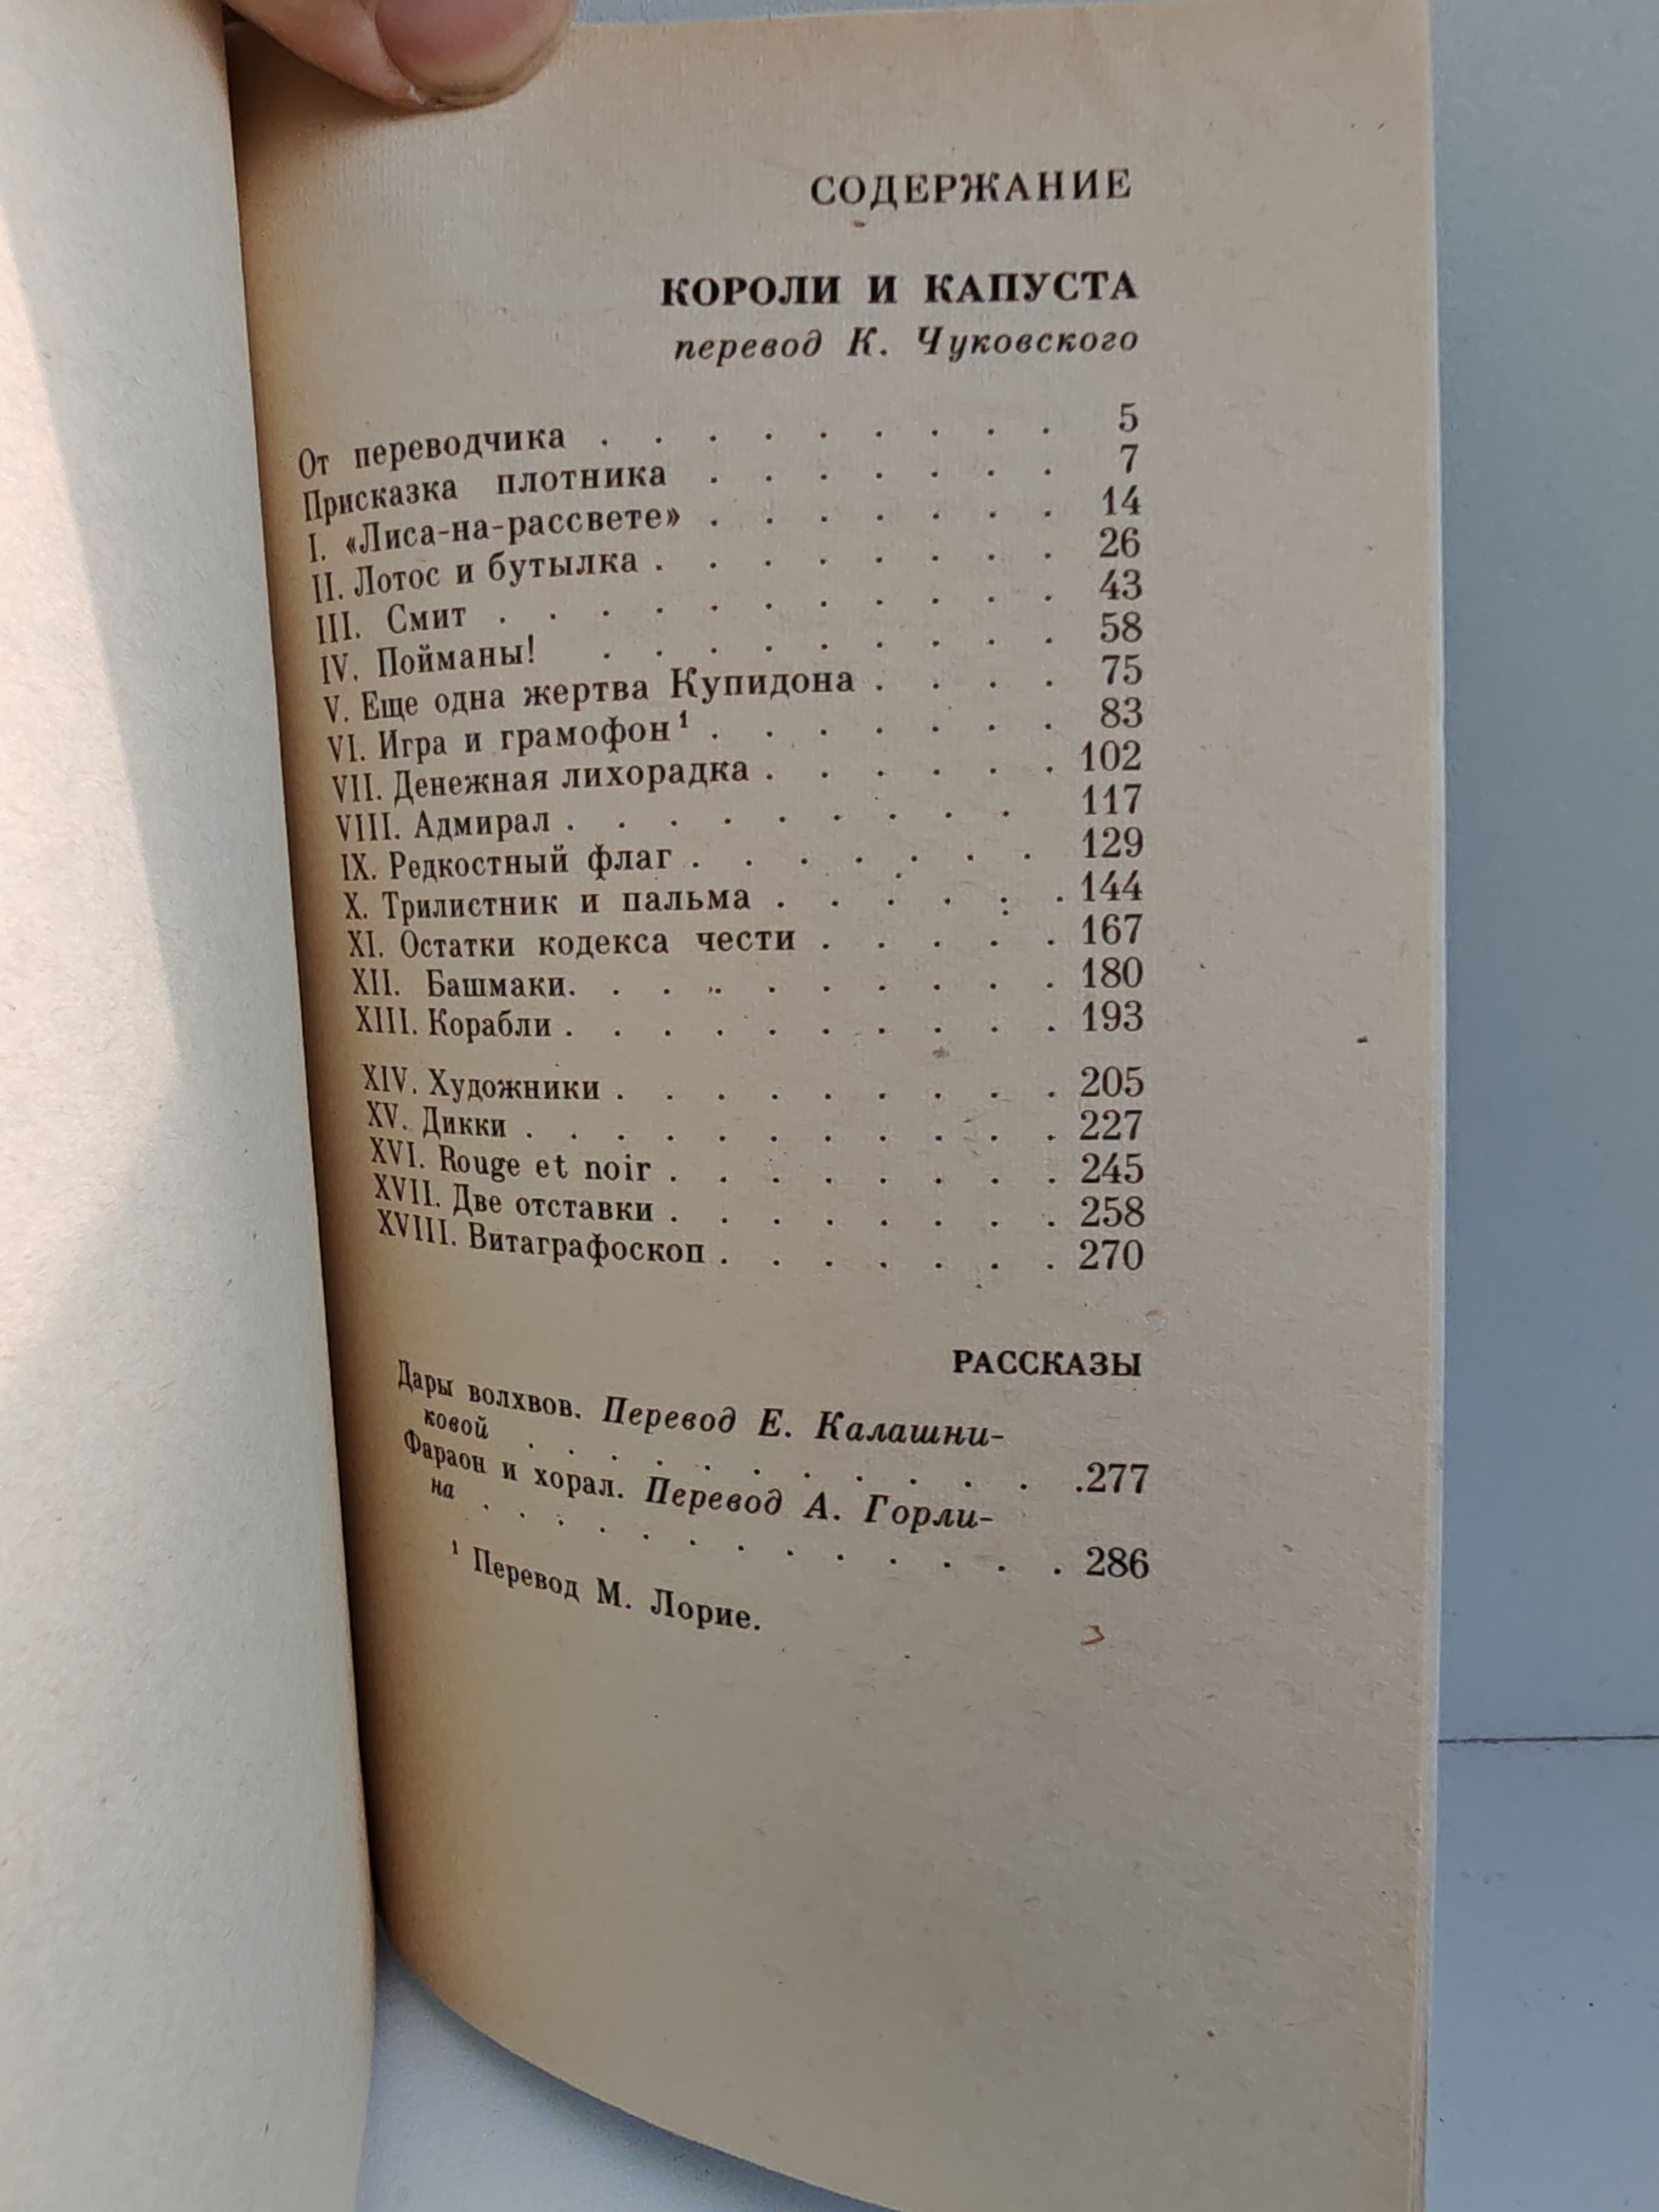 СОДЕРЖАНИЕ
КОРОЛИ И КАПУСТА
перевод К. Чуковского
От переводчика . . . . . . . . . 5
Присказка плотника . . . . . . . 7
I. «Лиса-на-рассвете» . . . . . . . 14
II. Лотос и бутылка . . . . . . . . 26
III. Смит . . . . . . . . . . . 43
IV. Пойманы! . . . . . . . . . 58
V. Еще одна жертва Купидона . . . . 75
VI. Игра и грамофон¹ . . . . . . . 83
VII. Денежная лихорадка . . . . . . 102
VIII. Адмирал . . . . . . . . . 117
IX. Редкостный флаг . . . . . . . 129
X. Трилистник и пальма . . . . . . 144
XI. Остатки кодекса чести . . . . . 167
XII. Башмаки. . . . . . . . . . 180
XIII. Корабли . . . . . . . . . . 193
XIV. Художники . . . . . . . . . 205
XV. Дикки . . . . . . . . . . . 227
XVI. Rouge et noir . . . . . . . . 245
XVII. Две отставки . . . . . . . . 258
XVIII. Витаграфоскоп . . . . . . . 270
РАССКАЗЫ
Дары волхвов. Перевод Е. Калашни-
ковой . . . . . . . . . . . .277
Фараон и хорал. Перевод А. Горли-
на . . . . . . . . . . . . 286
¹ Перевод М. Лорие.